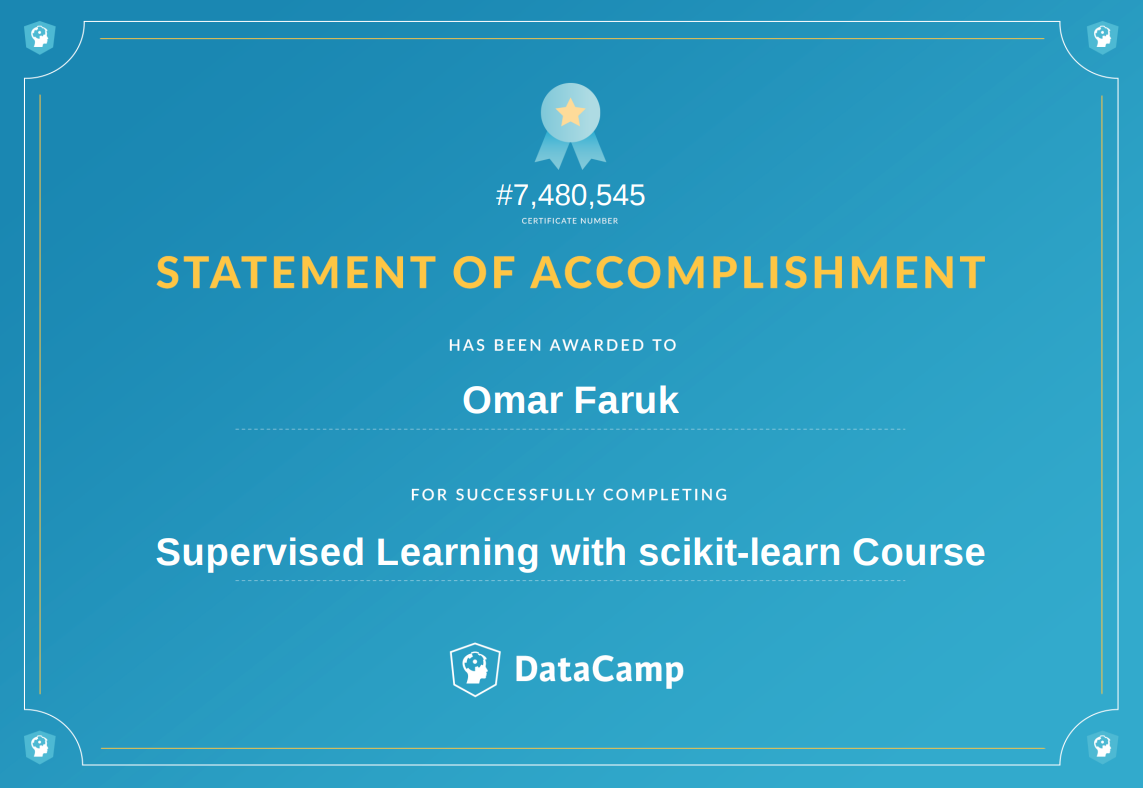 #7,480,545
CERTIFICATE NUMBER
STATEMENT OF ACCOMPLISHMENT
HAS BEEN AWARDED TO
Omar Faruk
FOR SUCCESSFULLY COMPLETING
Supervised Learning with scikit-learn Course
DataCamp